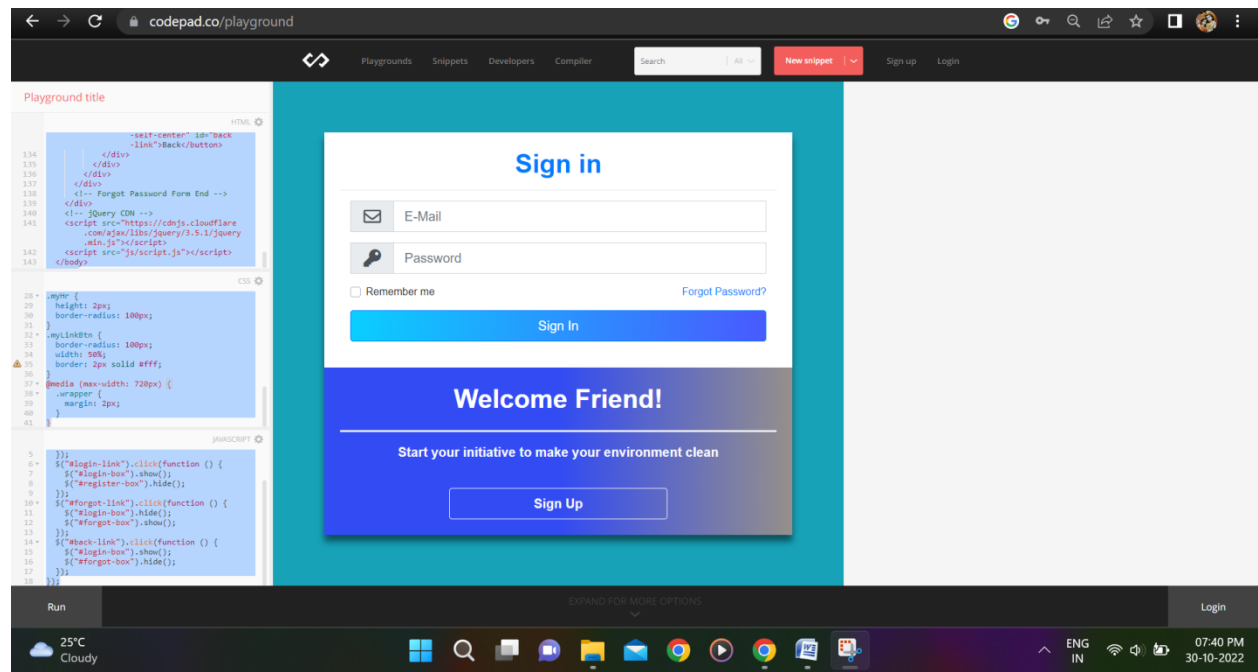 codepad.co/playground
Playgrounds Snippets Developers Compiler Search All New snippet Sign up Login
Playground title
HTML
-self-center" id="back
-link">Back</button>
134 </div>
135 </div>
136 </div>
137 </div>
138 <!-- Forgot Password Form End -->
139 </div>
140 <!-- jQuery CDN -->
141 <script src="https://cdnjs.cloudflare
.com/ajax/libs/jquery/3.5.1/jquery
.min.js"></script>
142 <script src="js/script.js"></script>
143 </body>
CSS
28 .myHr {
29 height: 2px;
30 border-radius: 100px;
31 }
32 .myLinkBtn {
33 border-radius: 100px;
34 width: 50%;
35 border: 2px solid #fff;
36 }
37 @media (max-width: 720px) {
38 .wrapper {
39 margin: 2px;
40 }
41 }
JAVASCRIPT
5 });
6 $("#login-link").click(function () {
7 $("#login-box").show();
8 $("#register-box").hide();
9 });
10 $("#forgot-link").click(function () {
11 $("#login-box").hide();
12 $("#forgot-box").show();
13 });
14 $("#back-link").click(function () {
15 $("#login-box").show();
16 $("#forgot-box").hide();
17 });
18 });
Sign in
E-Mail
Password
Remember me Forgot Password?
Sign In
Welcome Friend!
Start your initiative to make your environment clean
Sign Up
Run EXPAND FOR MORE OPTIONS Login
25°C
Cloudy
ENG
IN
07:40 PM
30-10-2022